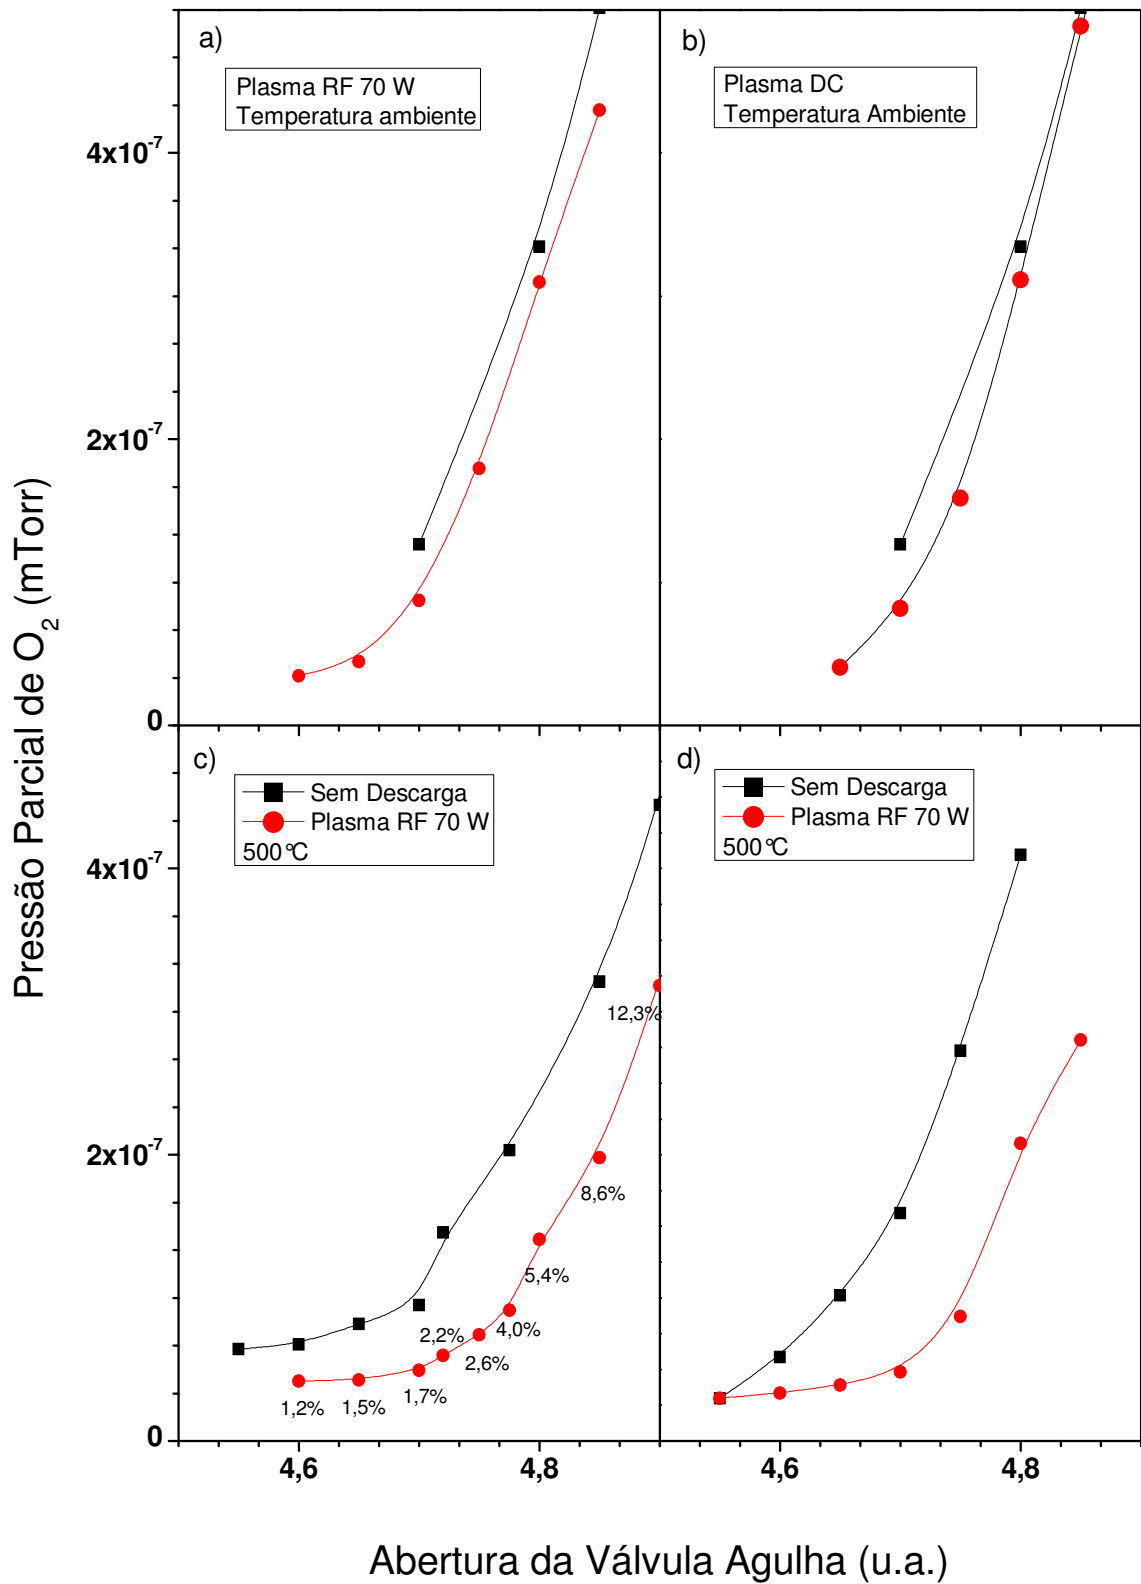 a)
Plasma RF 70 W
Temperatura ambiente
b)
Plasma DC
Temperatura Ambiente
4x10⁻⁷
2x10⁻⁷
0
Pressão Parcial de O₂ (mTorr)
c)
Sem Descarga
Plasma RF 70 W
500°C
d)
Sem Descarga
Plasma RF 70 W
500°C
4x10⁻⁷
12,3%
2x10⁻⁷
8,6%
5,4%
4,0%
2,2%
2,6%
1,7%
1,5%
1,2%
0
4,6
4,8
4,6
4,8
Abertura da Válvula Agulha (u.a.)